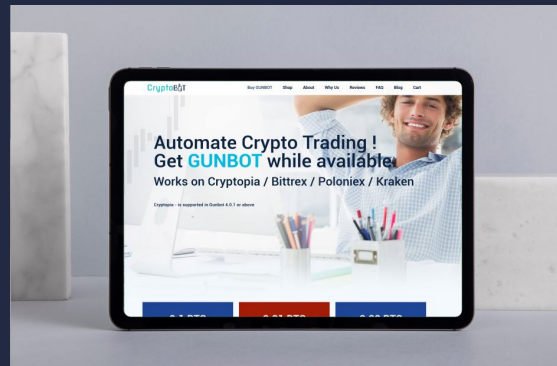 CryptoBOT
Buy GUNBOT Shop About Why Us Reviews FAQ Blog Cart
Automate Crypto Trading !
Get GUNBOT while available
Works on Cryptopia / Bittrex / Poloniex / Kraken
Cryptopia - is supported in Gunbot 4.0.1 or above